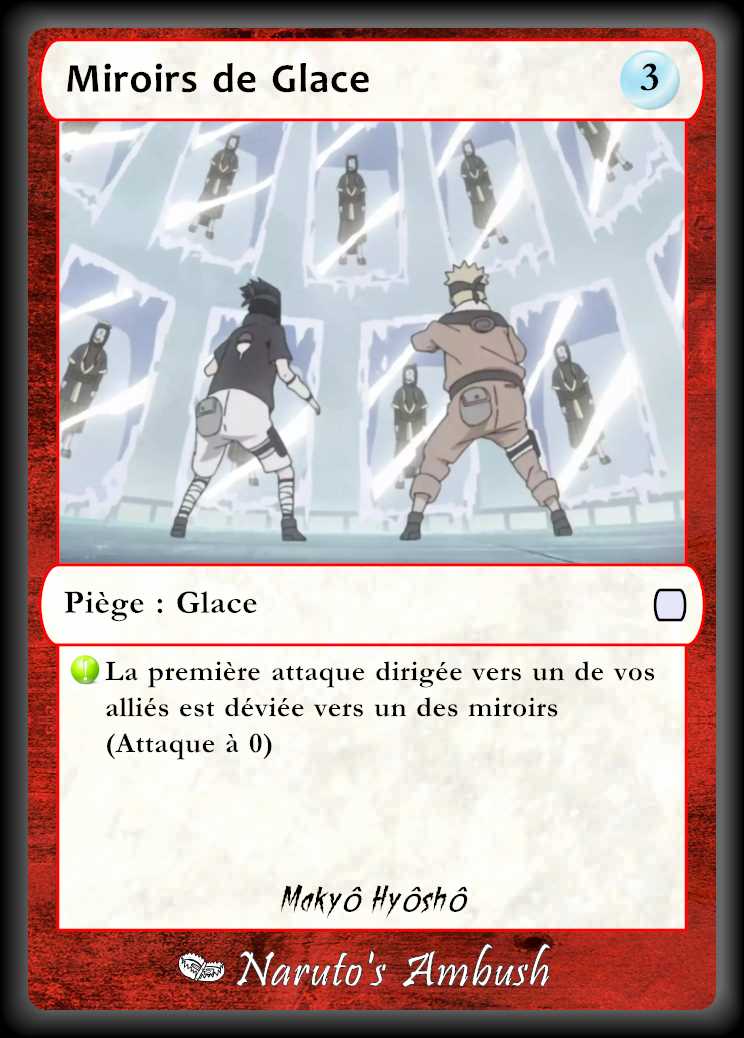 Miroirs de Glace
3
Piège : Glace
La première attaque dirigée vers un de vos
alliés est déviée vers un des miroirs
(Attaque à 0)
Makyô Hyôshô
Naruto's Ambush